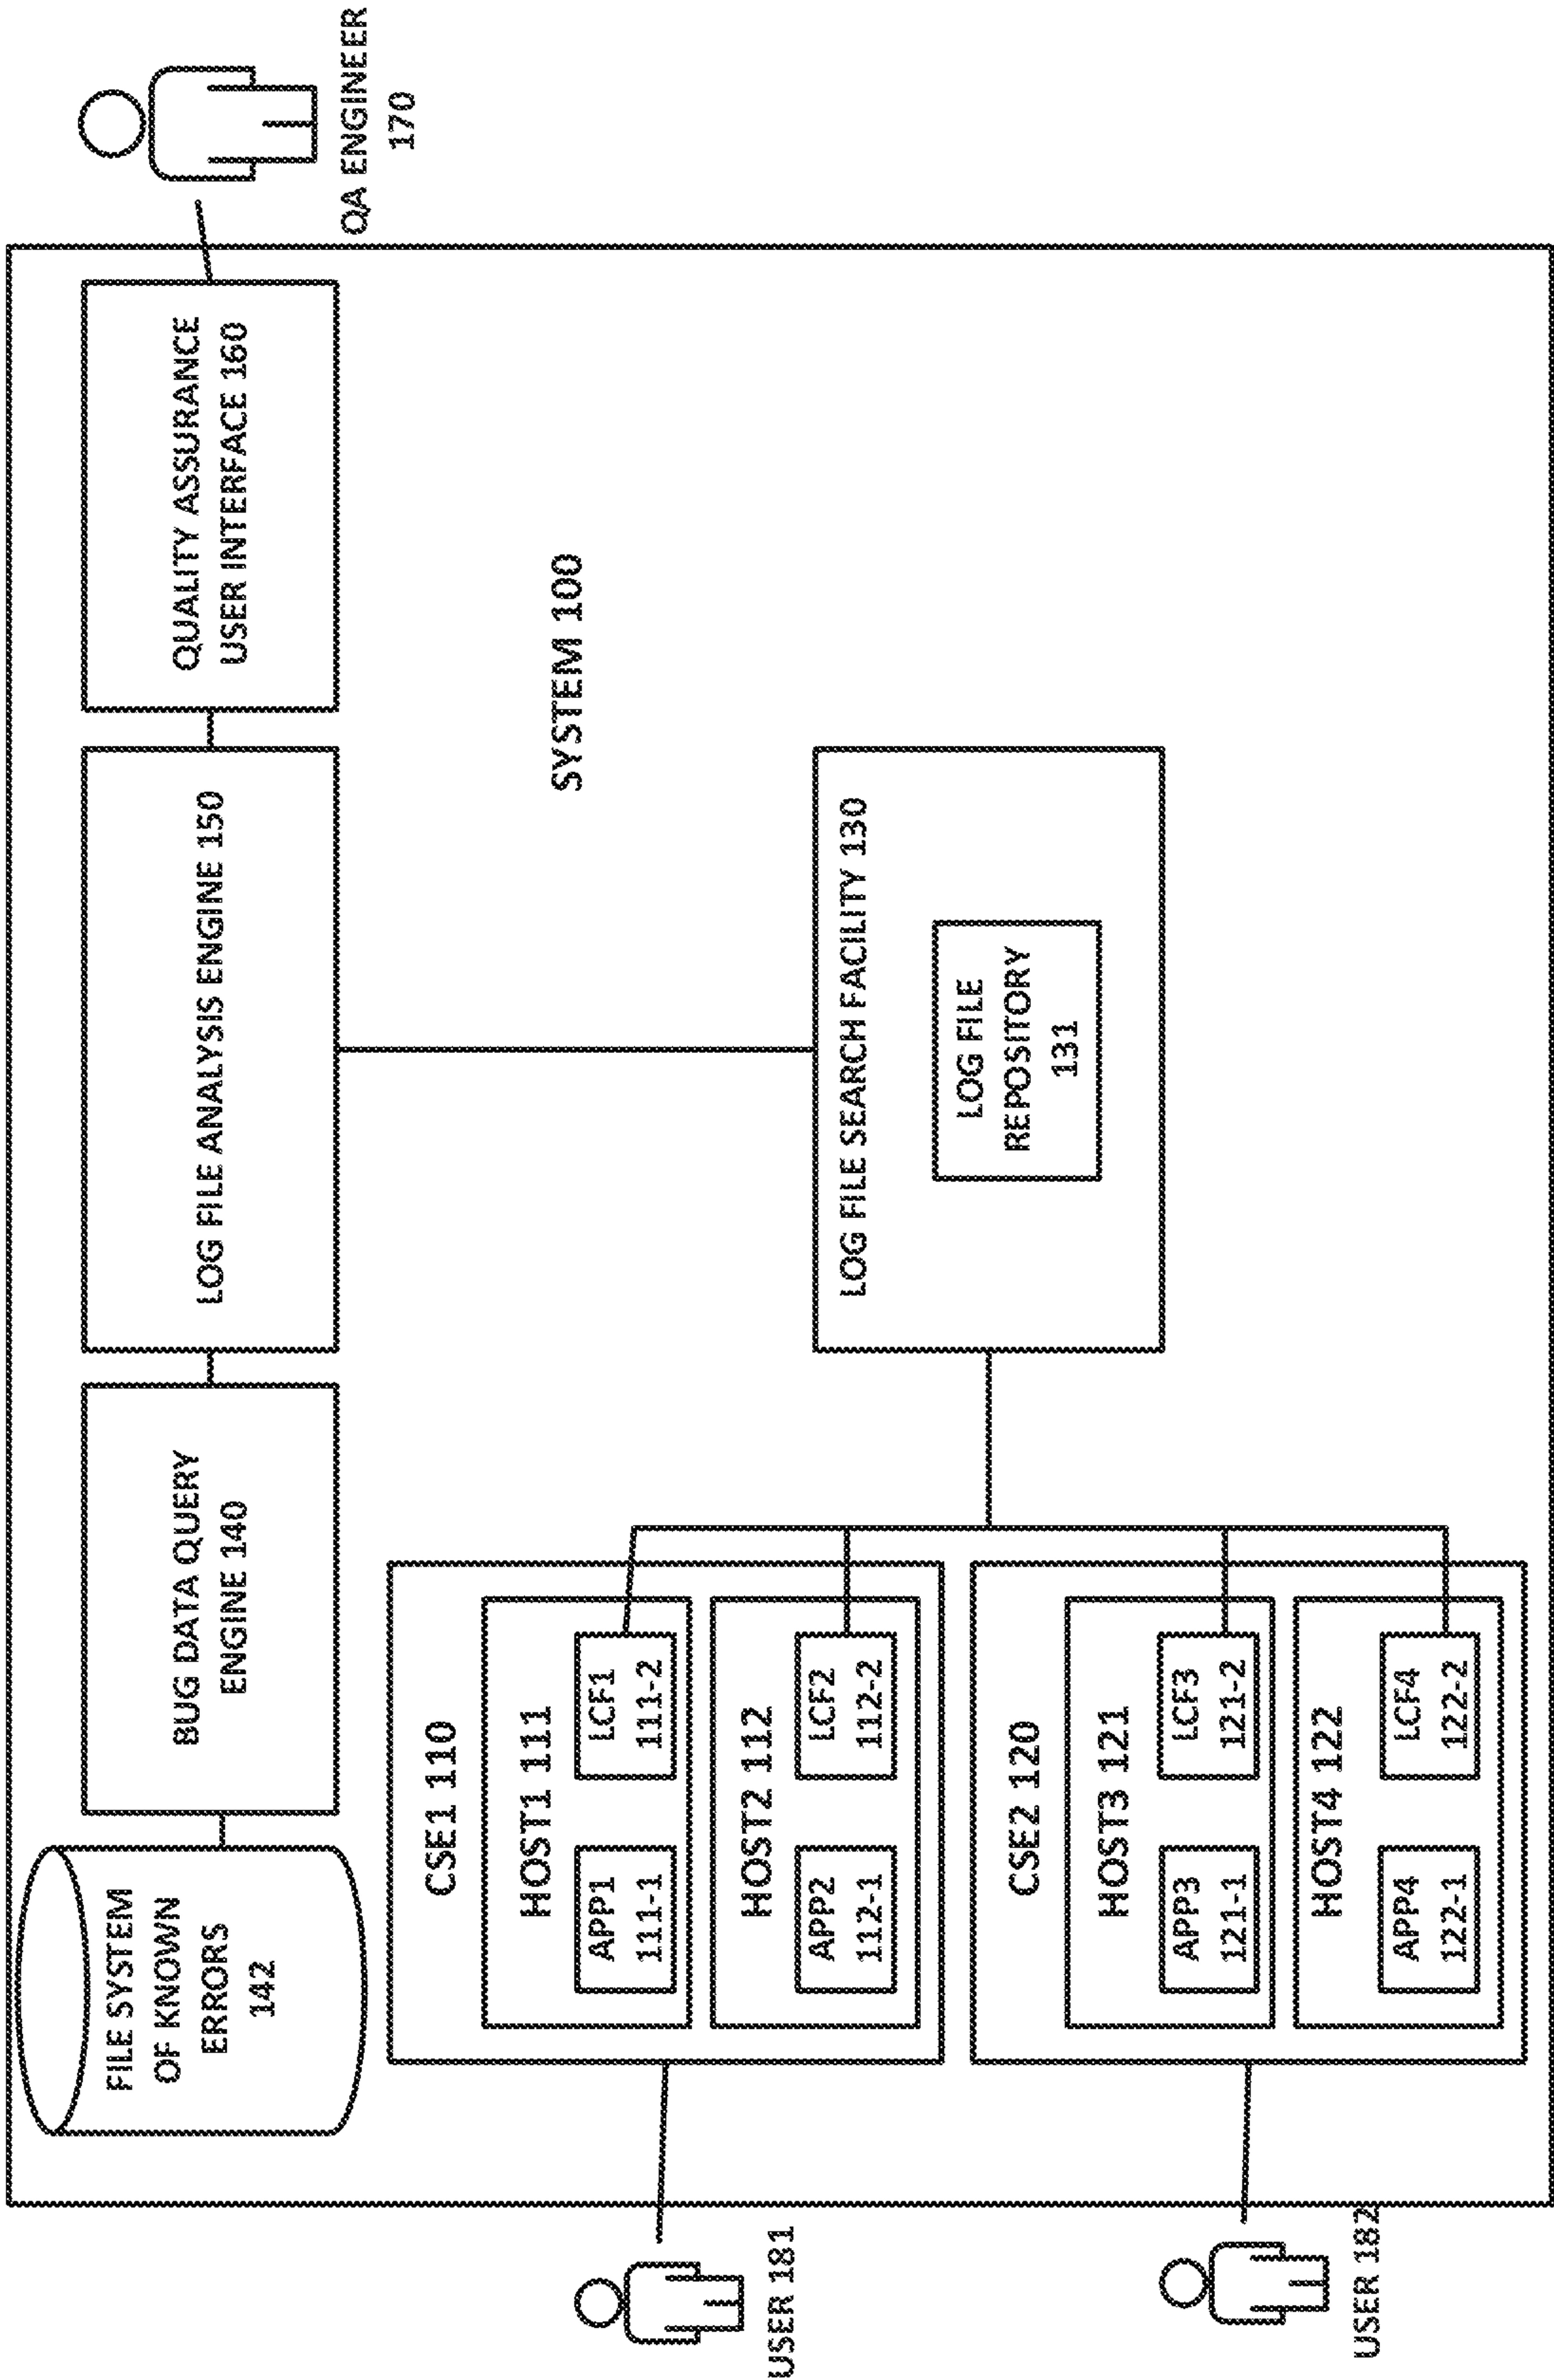 FILE SYSTEM
OF KNOWN
ERRORS
142
BUG DATA QUERY
ENGINE 140
LOG FILE ANALYSIS ENGINE 150
QUALITY ASSURANCE
USER INTERFACE 160
QA ENGINEER
170
SYSTEM 100
CSE1 110
HOST1 111
APP1
111-1
LCF1
111-2
HOST2 112
APP2
112-1
LCF2
112-2
LOG FILE SEARCH FACILITY 130
LOG FILE
REPOSITORY
131
USER 181
CSE2 120
HOST3 121
APP3
121-1
LCF3
121-2
HOST4 122
APP4
122-1
LCF4
122-2
USER 182